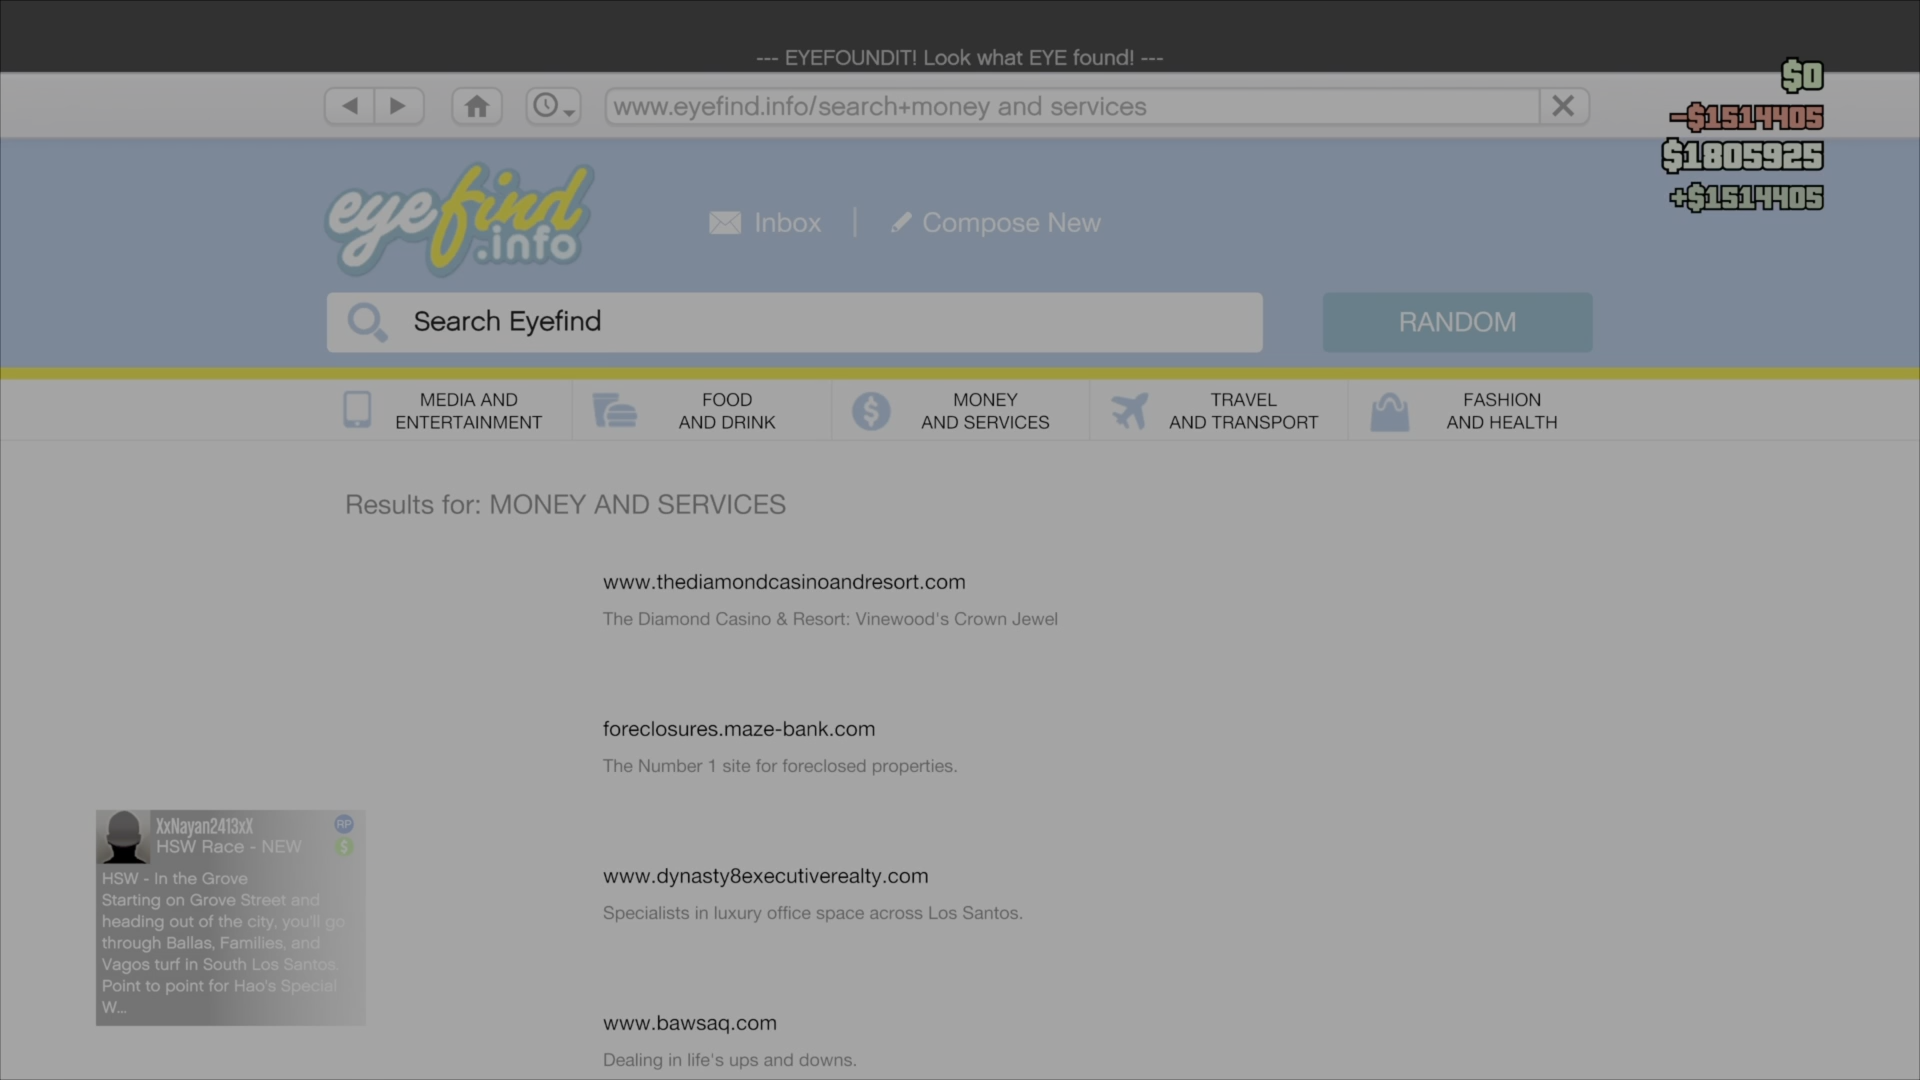 --- EYEFOUNDIT! Look what EYE found! ---
www.eyefind.info/search+money and services
$0
-$1514405
$1805925
+$1514405
eyefind
.info
Inbox
Compose New
Search Eyefind
RANDOM
MEDIA AND
ENTERTAINMENT
FOOD
AND DRINK
MONEY
AND SERVICES
TRAVEL
AND TRANSPORT
FASHION
AND HEALTH
Results for: MONEY AND SERVICES
www.thediamondcasinoandresort.com
The Diamond Casino & Resort: Vinewood's Crown Jewel
foreclosures.maze-bank.com
The Number 1 site for foreclosed properties.
www.dynasty8executiverealty.com
Specialists in luxury office space across Los Santos.
www.bawsaq.com
Dealing in life's ups and downs.
XxNayan2413xX
RP
HSW Race - NEW
$
HSW - In the Grove
Starting on Grove Street and
heading out of the city, you'll go
through Ballas, Families, and
Vagos turf in South Los Santos.
Point to point for Hao's Special
W...